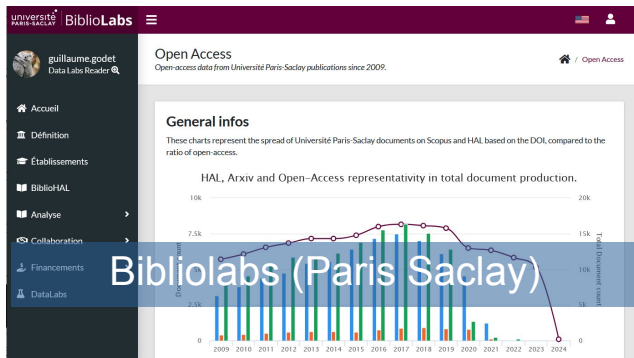 université
PARIS-SACLAY
BiblioLabs
guillaume.godet
Data Labs Reader
Accueil
Définition
Établissements
BiblioHAL
Analyse
Collaboration
Financements
DataLabs
Open Access
Open-access data from Université Paris-Saclay publications since 2009.
/ Open Access
General infos
These charts represent the spread of Université Paris-Saclay documents on Scopus and HAL based on the DOI, compared to the
ratio of open-access.
HAL, Arxiv and Open-Access representativity in total document production.
10k
7.5k
2.5k
0
20k
15k
10k
5k
0
Total Document count
2009 2010 2011 2012 2013 2014 2015 2016 2017 2018 2019 2020 2021 2022 2023 2024
Bibliolabs (Paris Saclay)